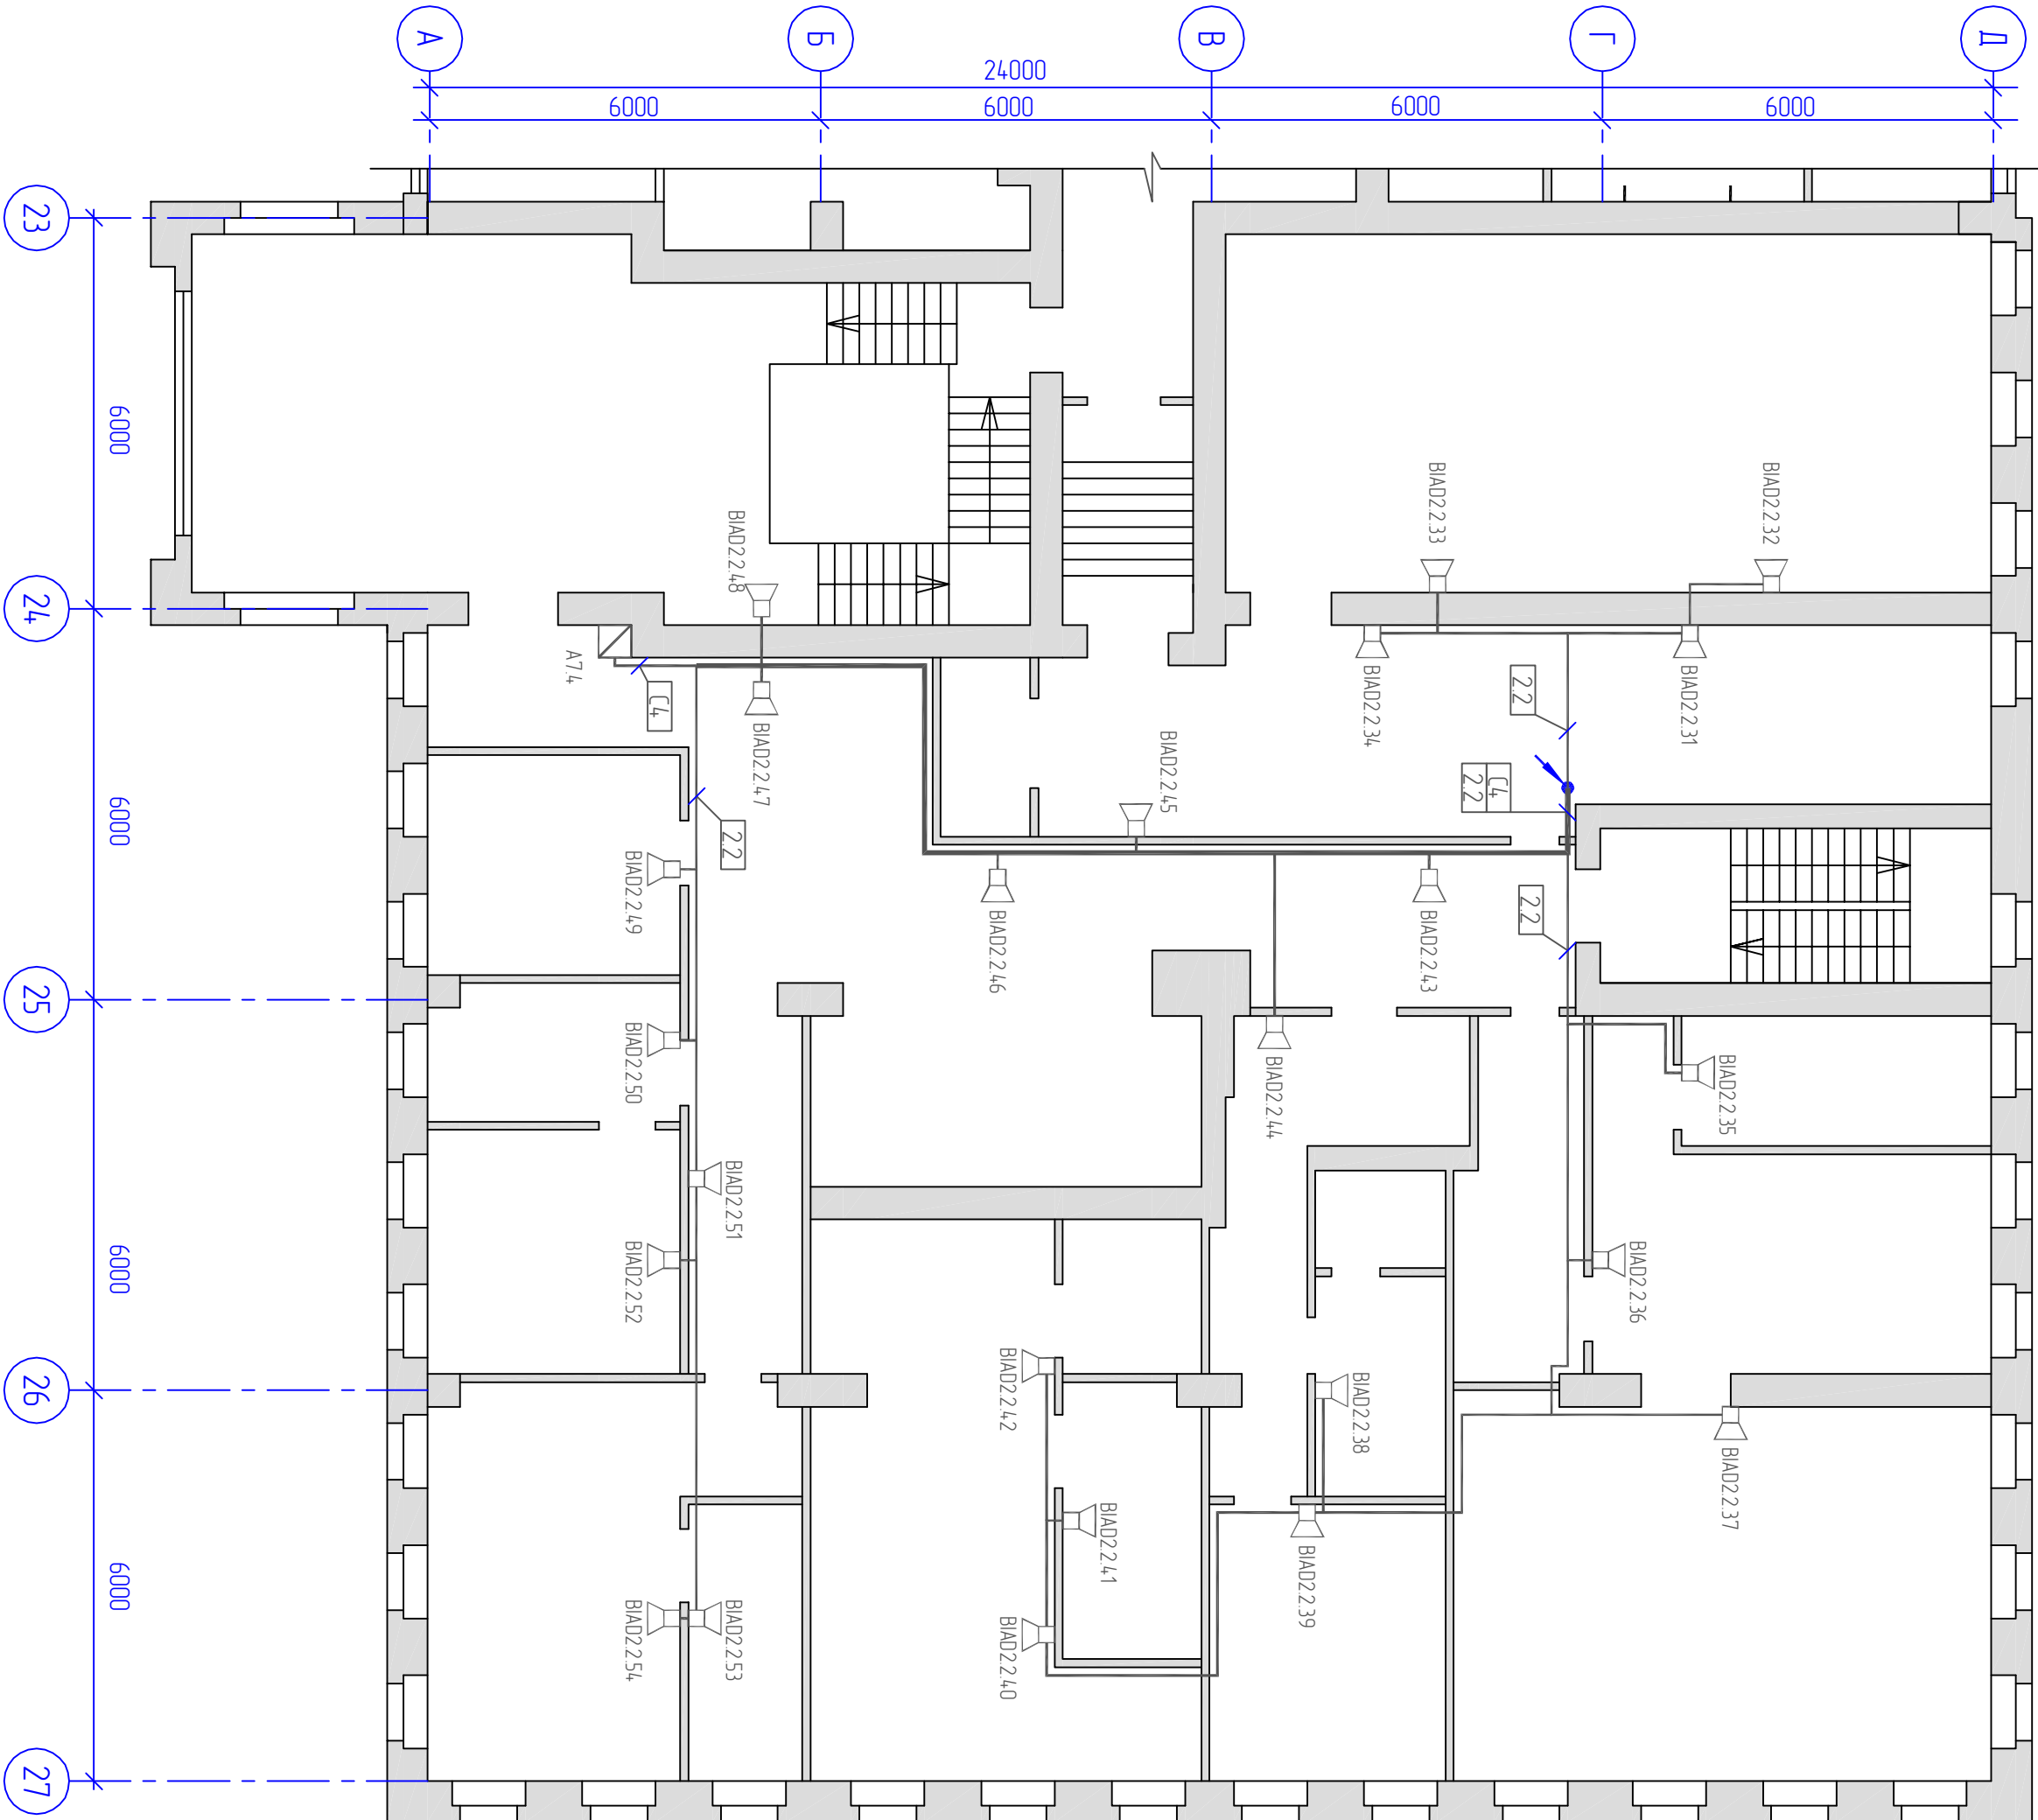 А
Б
В
Г
Д
24000
6000
6000
6000
6000
23
24
25
26
27
6000
6000
6000
6000
BIAD2.2.33
BIAD2.2.32
BIAD2.2.48
A7.4
C4
BIAD2.2.47
BIAD2.2.34
BIAD2.2.31
2.2
BIAD2.2.45
C4
2.2
2.2
BIAD2.2.49
2.2
BIAD2.2.46
BIAD2.2.43
BIAD2.2.50
BIAD2.2.44
BIAD2.2.35
BIAD2.2.51
BIAD2.2.52
BIAD2.2.36
BIAD2.2.42
BIAD2.2.38
BIAD2.2.37
BIAD2.2.41
BIAD2.2.39
BIAD2.2.54
BIAD2.2.53
BIAD2.2.40